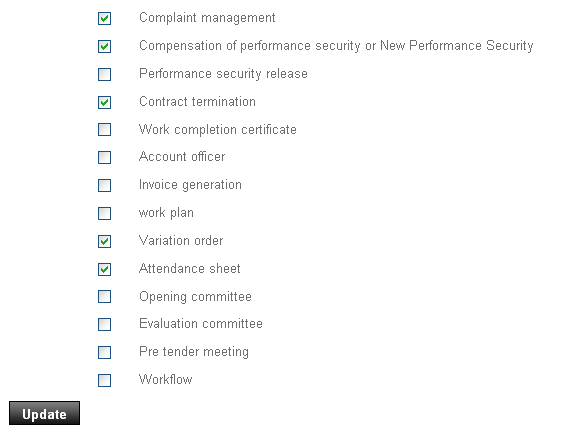 Complaint management
Compensation of performance security or New Performance Security
Performance security release
Contract termination
Work completion certificate
Account officer
Invoice generation
work plan
Variation order
Attendance sheet
Opening committee
Evaluation committee
Pre tender meeting
Workflow
Update